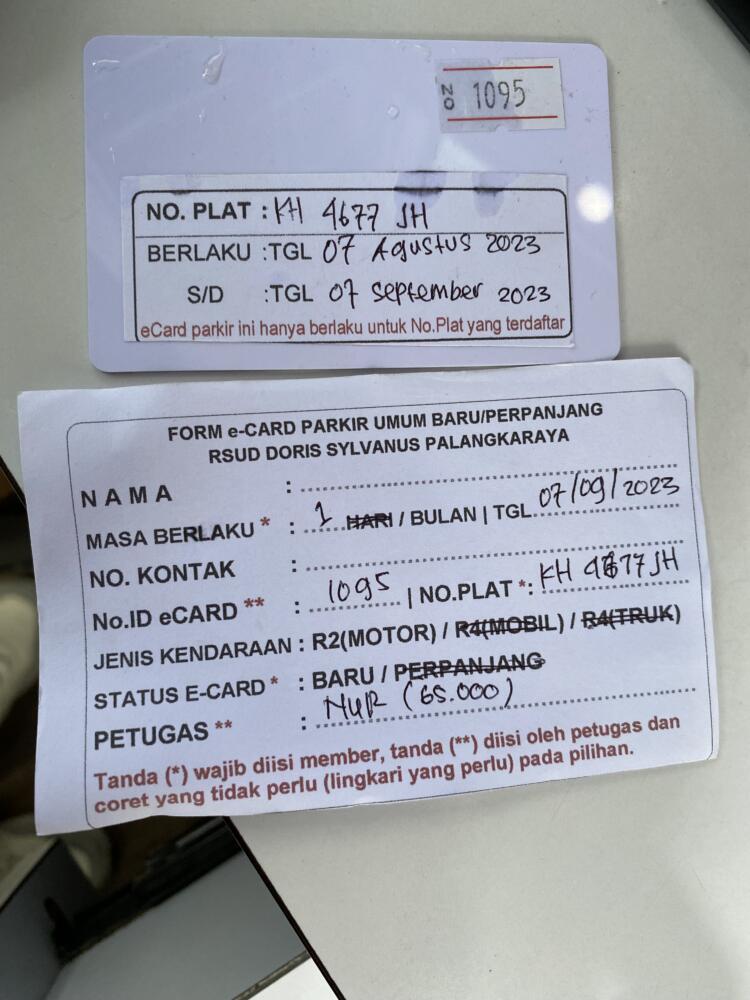 NO 1095
NO. PLAT : KH 4677 JH
BERLAKU :TGL 07 Agustus 2023
S/D :TGL 07 september 2023
eCard parkir ini hanya berlaku untuk No.Plat yang terdaftar
FORM e-CARD PARKIR UMUM BARU/PERPANJANG
RSUD DORIS SYLVANUS PALANGKARAYA
NAMA :
MASA BERLAKU * : 1 HARI / BULAN | TGL 07/09/2023
NO. KONTAK :
No.ID eCARD ** : 1095 | NO.PLAT *: KH 4677 JH
JENIS KENDARAAN : R2(MOTOR) / R4(MOBIL) / R4(TRUK)
STATUS E-CARD * : BARU / PERPANJANG
PETUGAS ** : NUR (65.000)
Tanda (*) wajib diisi member, tanda (**) diisi oleh petugas dan
coret yang tidak perlu (lingkari yang perlu) pada pilihan.